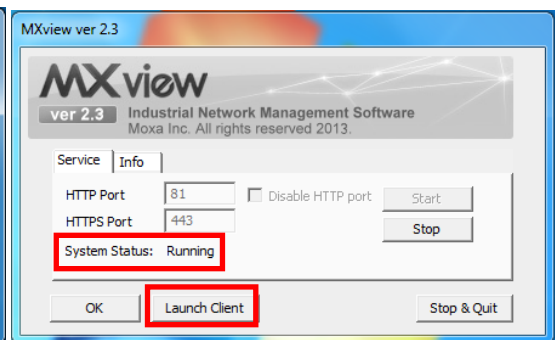 MXview ver 2.3
MXview
ver 2.3 Industrial Network Management Software
Moxa Inc. All rights reserved 2013.
Service Info
HTTP Port 81 Disable HTTP port Start
HTTPS Port 443 Stop
System Status: Running
OK Launch Client Stop & Quit